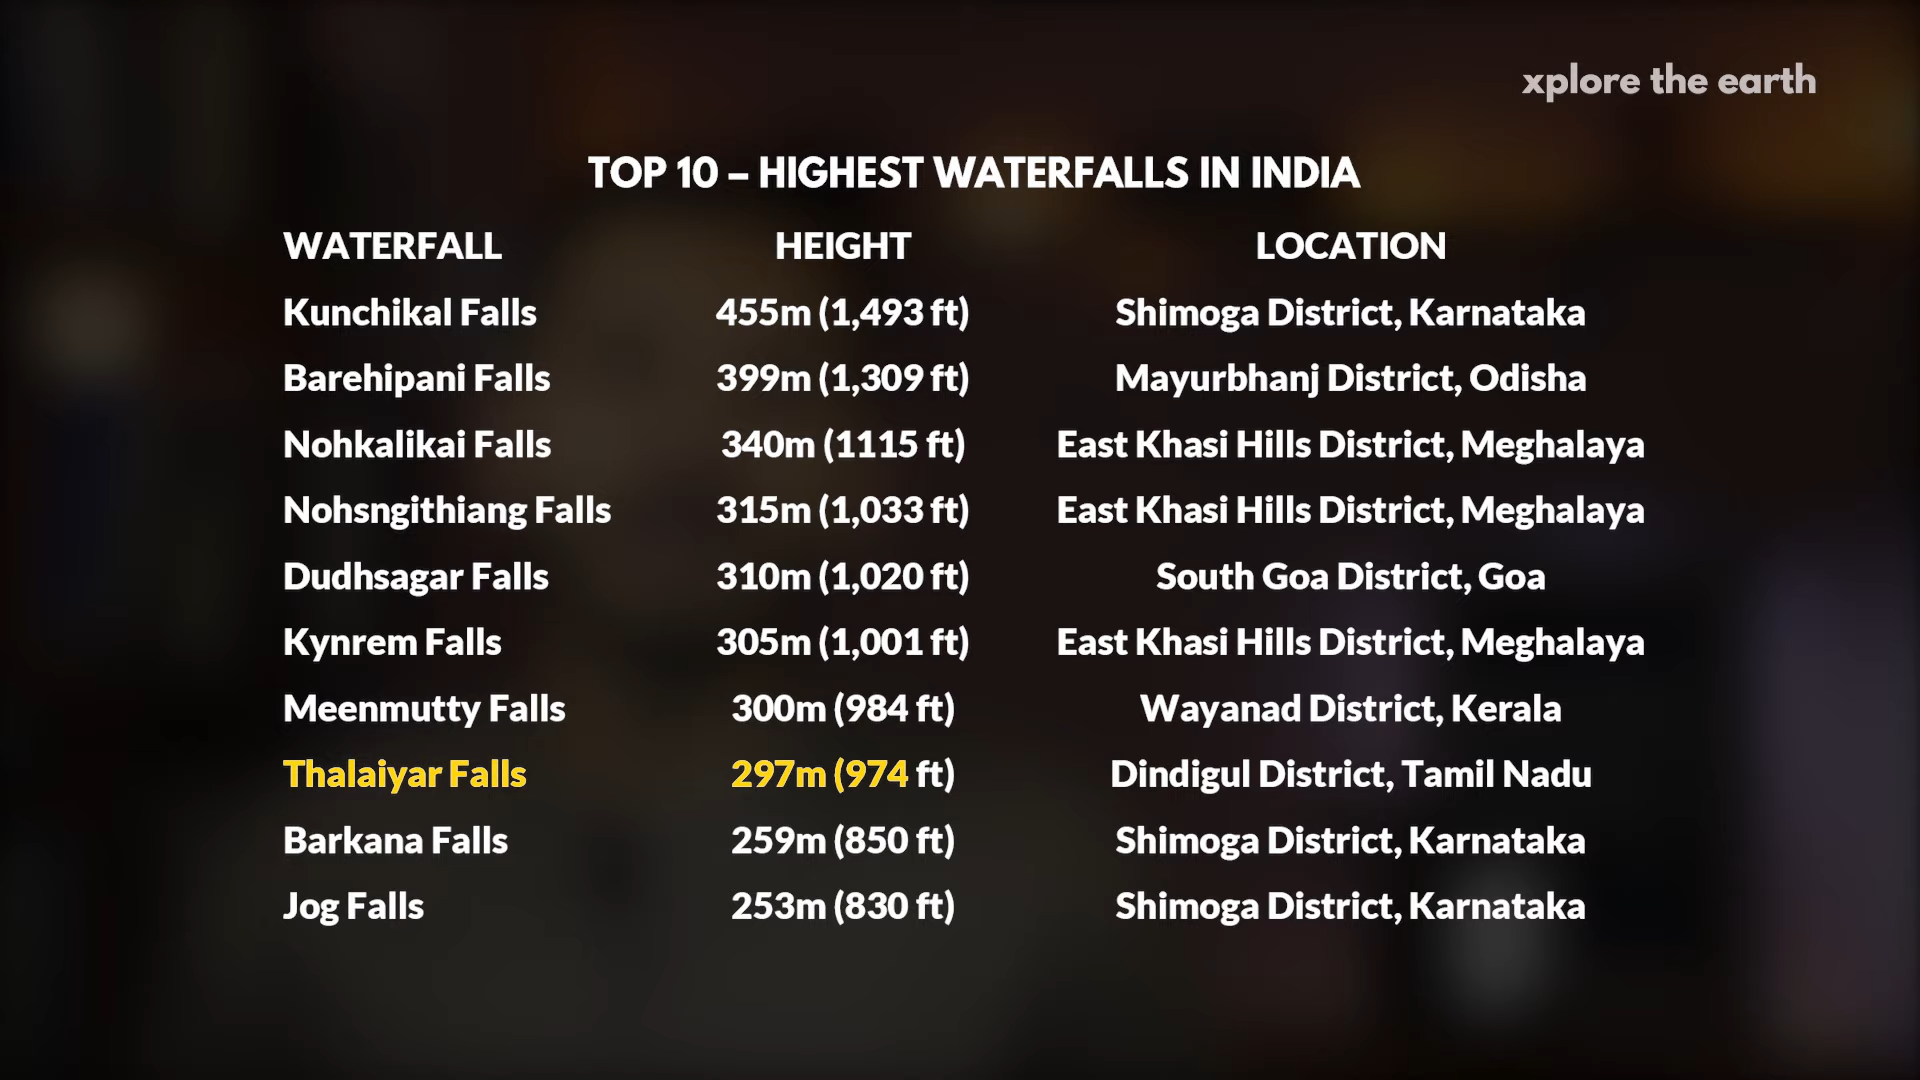 xplore the earth
TOP 10 – HIGHEST WATERFALLS IN INDIA
WATERFALL HEIGHT LOCATION
Kunchikal Falls 455m (1,493 ft) Shimoga District, Karnataka
Barehipani Falls 399m (1,309 ft) Mayurbhanj District, Odisha
Nohkalikai Falls 340m (1115 ft) East Khasi Hills District, Meghalaya
Nohsngithiang Falls 315m (1,033 ft) East Khasi Hills District, Meghalaya
Dudhsagar Falls 310m (1,020 ft) South Goa District, Goa
Kynrem Falls 305m (1,001 ft) East Khasi Hills District, Meghalaya
Meenmutty Falls 300m (984 ft) Wayanad District, Kerala
Thalaiyar Falls 297m (974 ft) Dindigul District, Tamil Nadu
Barkana Falls 259m (850 ft) Shimoga District, Karnataka
Jog Falls 253m (830 ft) Shimoga District, Karnataka